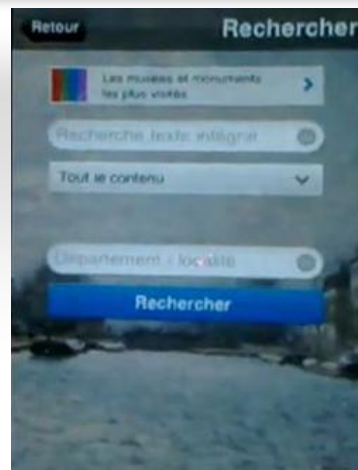 Retour
Rechercher
Les musées et monuments
les plus visités
Recherche texte intégral
Tout le contenu
Département / localité
Rechercher